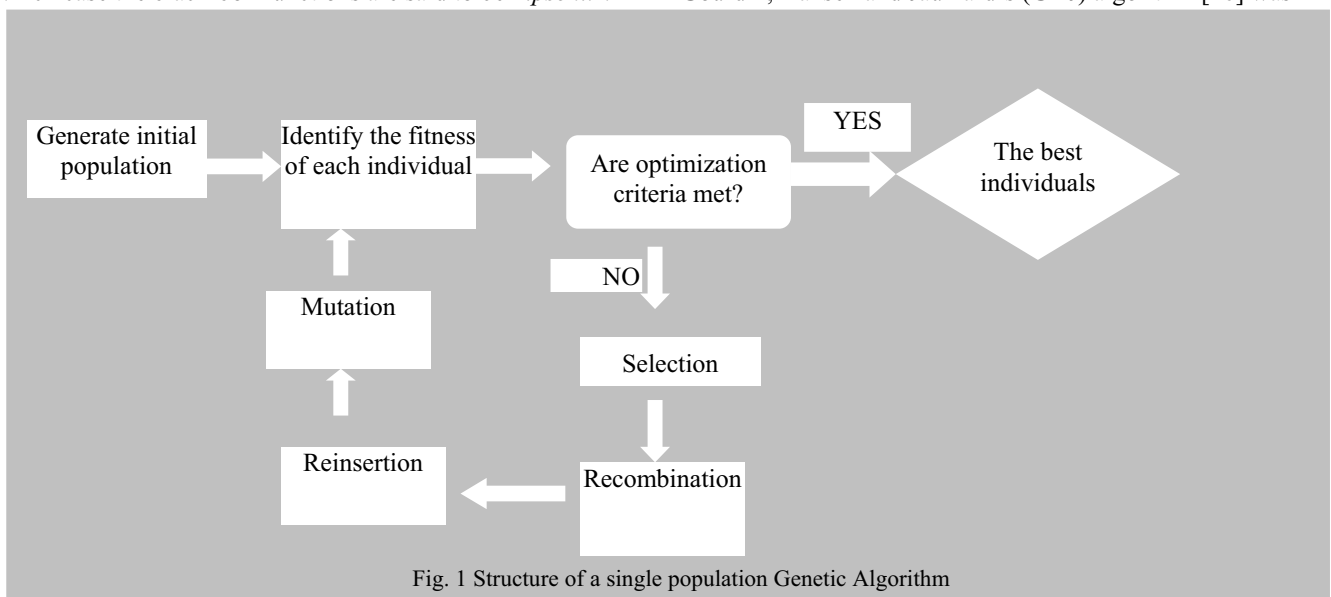 Generate initial
population
Identify the fitness
of each individual
Are optimization
criteria met?
YES
The best
individuals
NO
Selection
Recombination
Reinsertion
Mutation
Fig. 1 Structure of a single population Genetic Algorithm